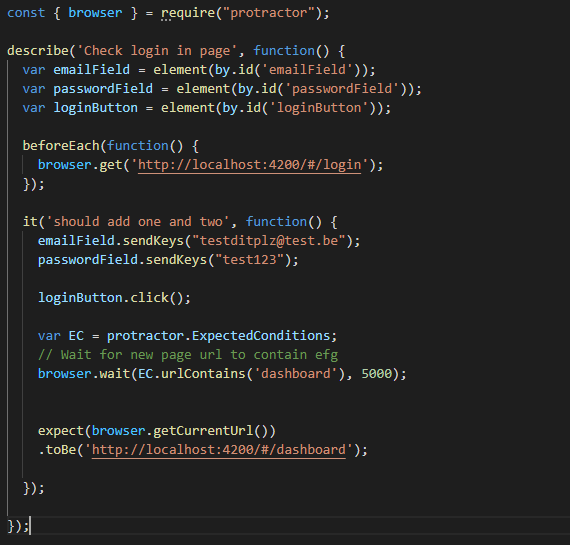 const { browser } = require("protractor");
describe('Check login in page', function() {
var emailField = element(by.id('emailField'));
var passwordField = element(by.id('passwordField'));
var loginButton = element(by.id('loginButton'));
beforeEach(function() {
browser.get('http://localhost:4200/#/login');
});
it('should add one and two', function() {
emailField.sendKeys("testditplz@test.be");
passwordField.sendKeys("test123");
loginButton.click();
var EC = protractor.ExpectedConditions;
// Wait for new page url to contain efg
browser.wait(EC.urlContains('dashboard'), 5000);
expect(browser.getCurrentUrl())
.toBe('http://localhost:4200/#/dashboard');
});
});